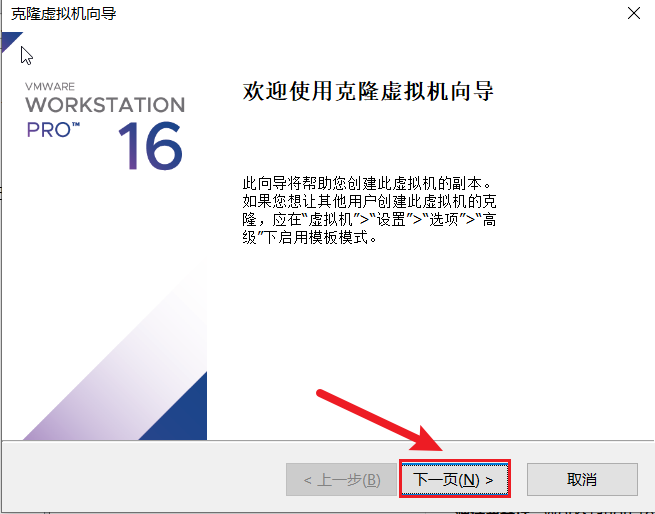 克隆虚拟机向导
VMWARE
WORKSTATION
PRO™ 16
欢迎使用克隆虚拟机向导
此向导将帮助您创建此虚拟机的副本。
如果您想让其他用户创建此虚拟机的克
隆，应在“虚拟机”>“设置”>“选项”>“高
级”下启用模板模式。
< 上一步(B)
下一页(N) >
取消